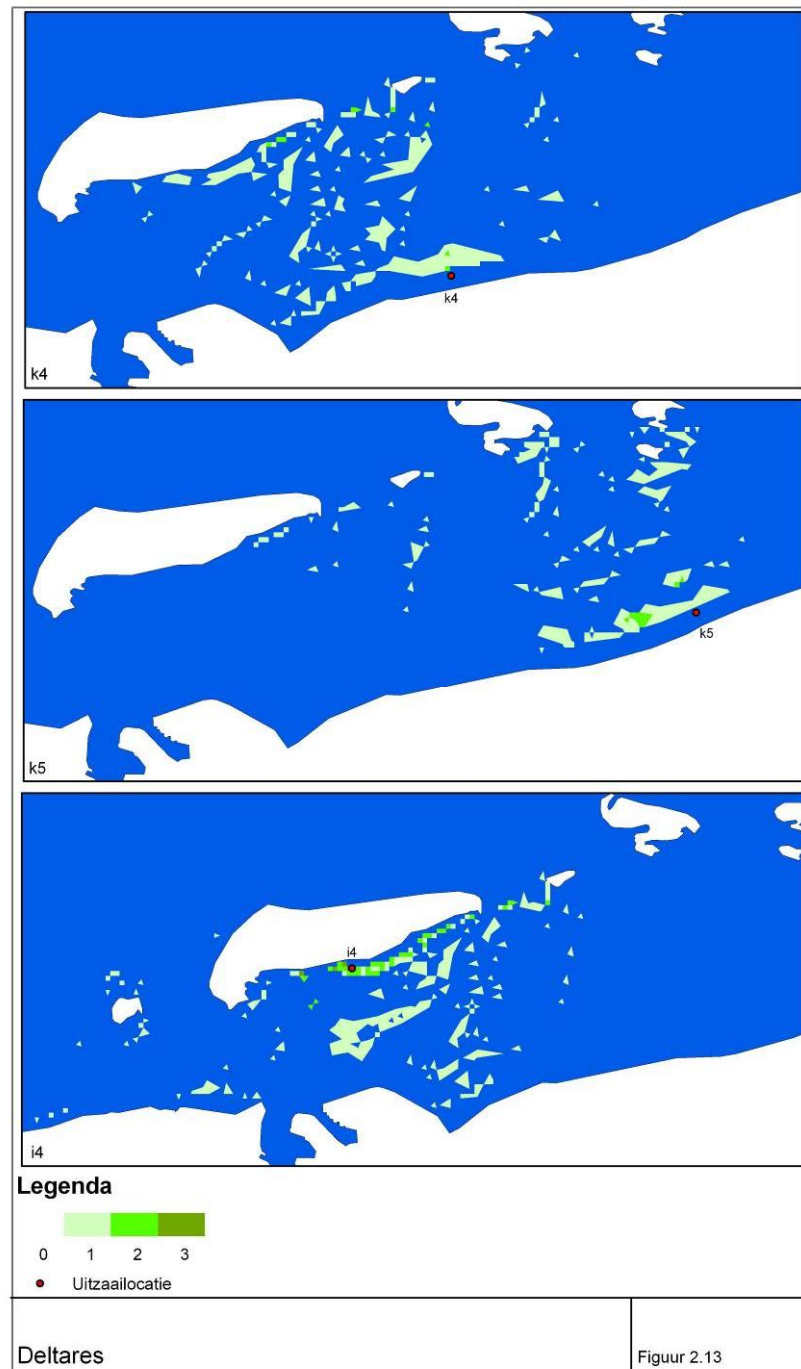 k4
k4
k5
k5
i4
i4
Legenda
0 1 2 3
Uitzaailocatie
Deltares
Figuur 2.13